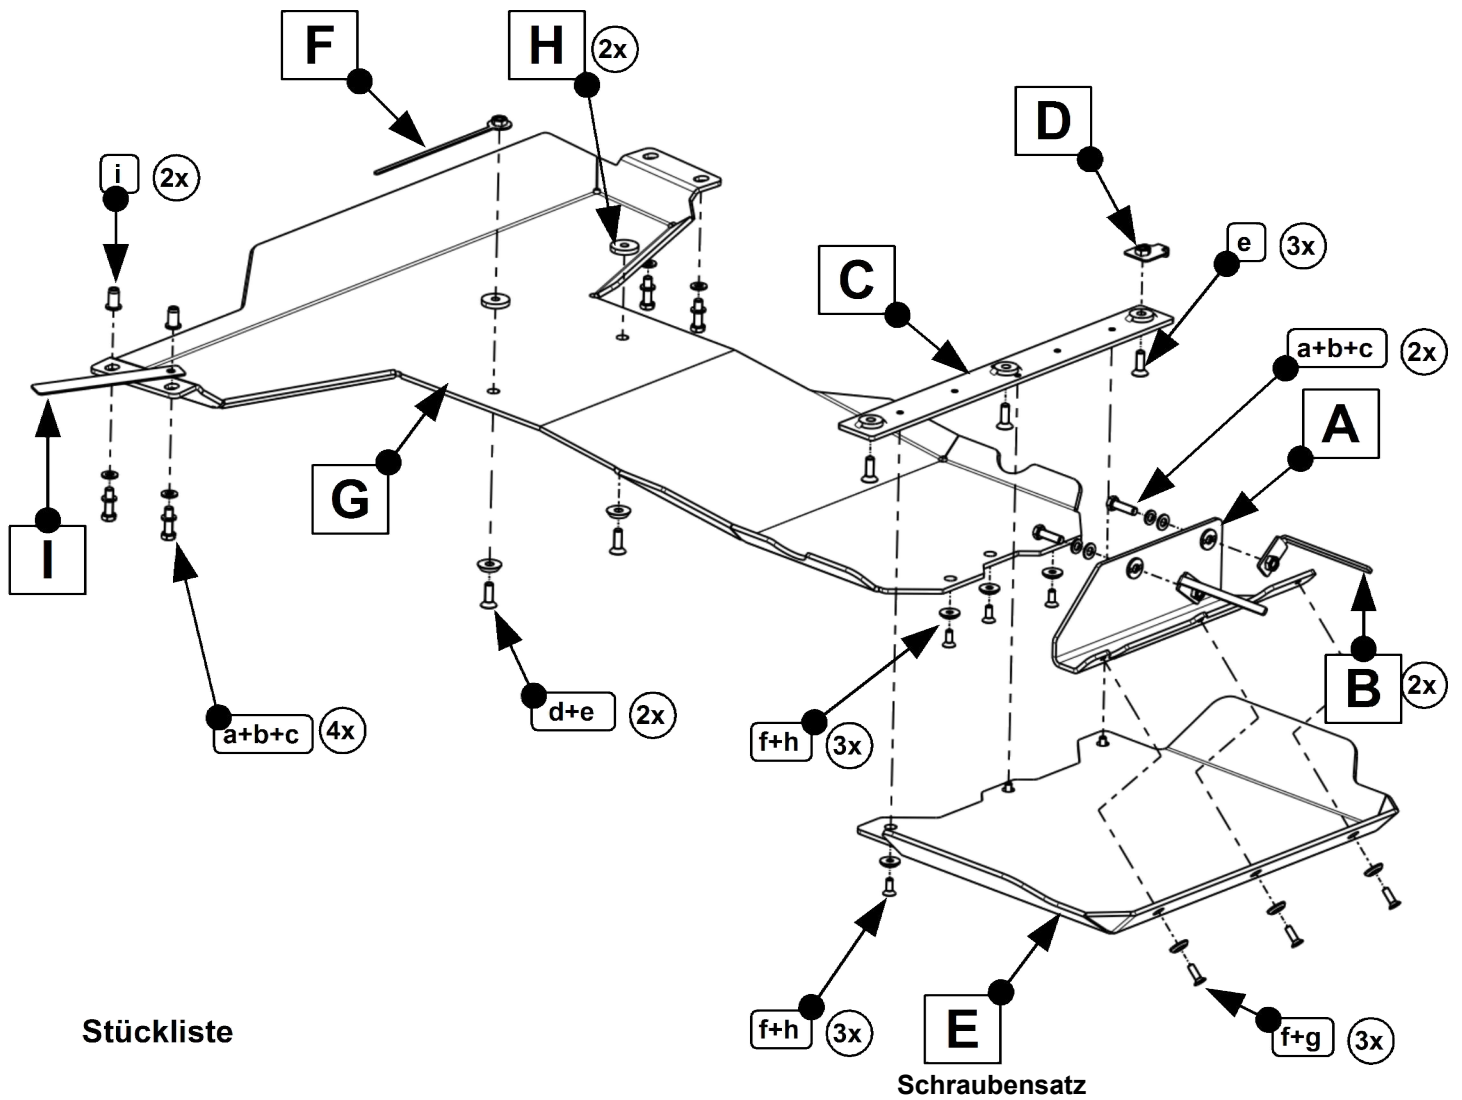 F
H 2x
D
i 2x
e 3x
C
a+b+c 2x
A
G
I
B 2x
d+e 2x
a+b+c 4x
f+h 3x
f+h 3x
E
f+g 3x
Stückliste
Schraubensatz